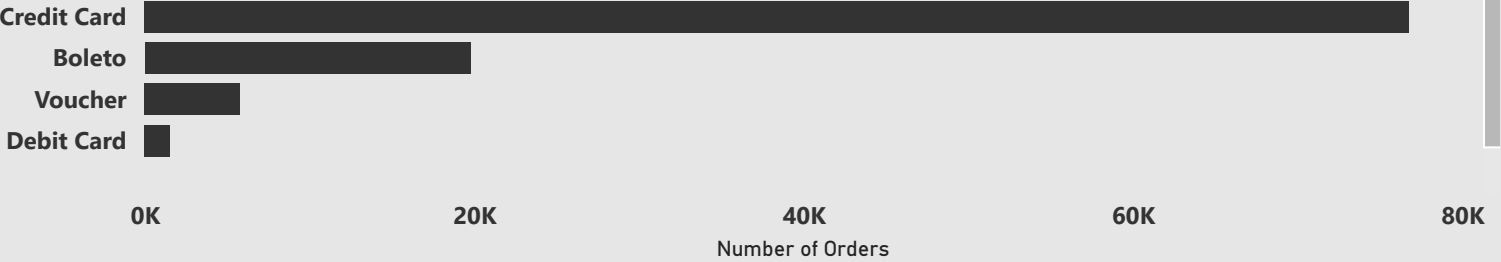 Credit Card
Boleto
Voucher
Debit Card
0K 20K 40K 60K 80K
Number of Orders